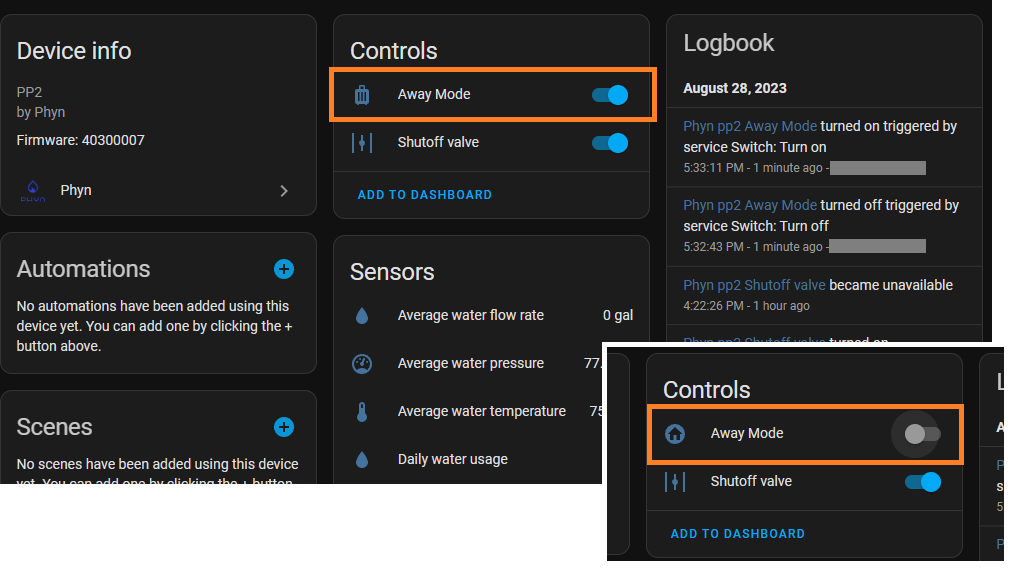 Device info
PP2
by Phyn
Firmware: 40300007
PHYN
Phyn
Automations
No automations have been added using this
device yet. You can add one by clicking the +
button above.
Scenes
No scenes have been added using this device
yet. You can add one by clicking the + button
Controls
Away Mode
Shutoff valve
ADD TO DASHBOARD
Sensors
Average water flow rate 0 gal
Average water pressure 77.
Average water temperature 75
Daily water usage
Logbook
August 28, 2023
Phyn pp2 Away Mode turned on triggered by
service Switch: Turn on
5:33:11 PM - 1 minute ago -
Phyn pp2 Away Mode turned off triggered by
service Switch: Turn off
5:32:43 PM - 1 minute ago -
Phyn pp2 Shutoff valve became unavailable
4:22:26 PM - 1 hour ago
Phyn pp2 Shutoff valve turned on
Controls
Away Mode
Shutoff valve
ADD TO DASHBOARD